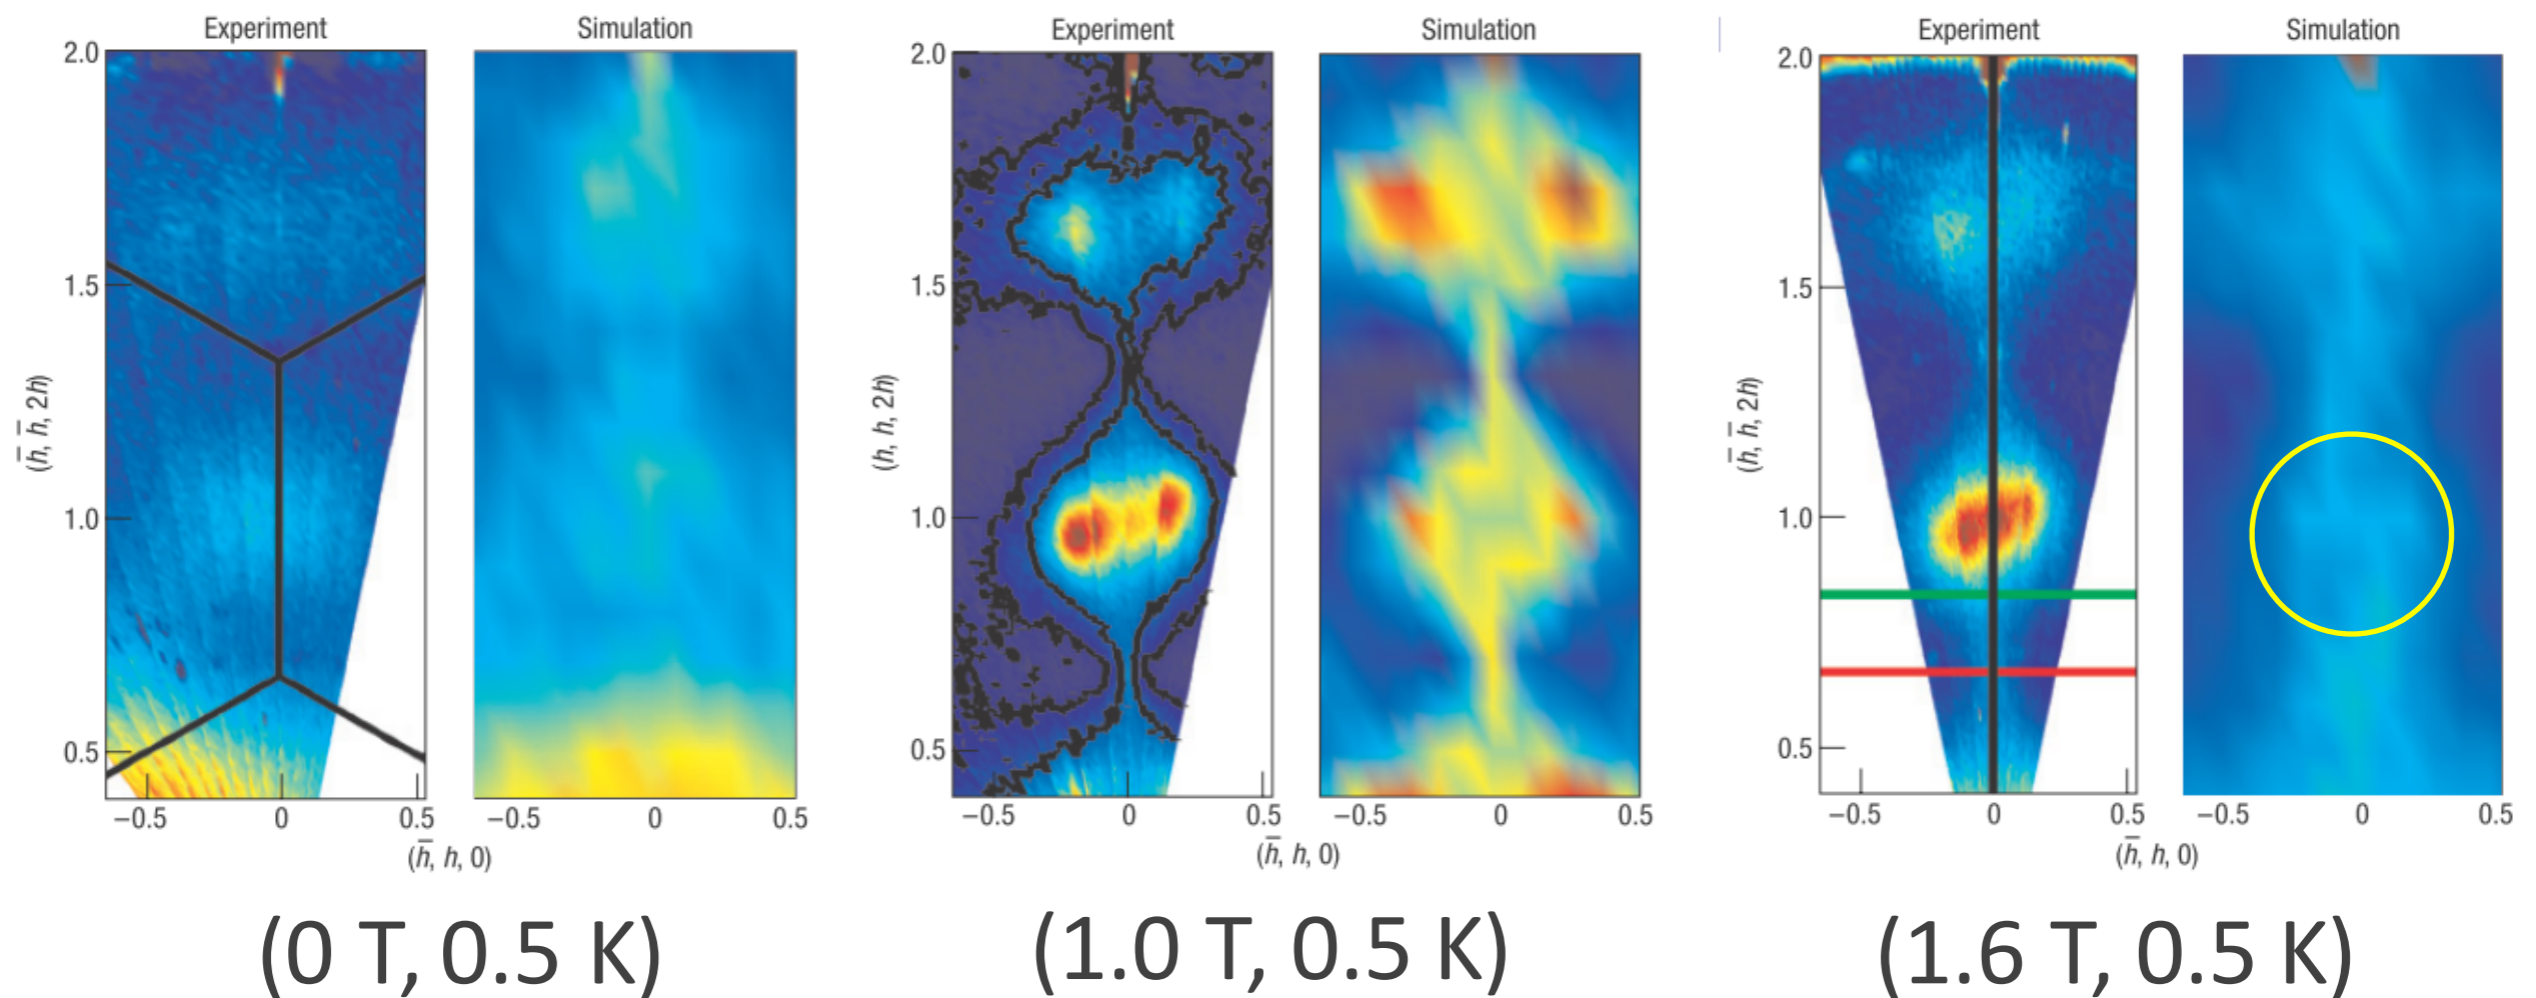 Experiment
Simulation
2.0
1.5
1.0
0.5
(h̅, h̅, 2h)
−0.5
0
0.5
−0.5
0
0.5
(h̅, h, 0)
(0 T, 0.5 K)
Experiment
Simulation
2.0
1.5
1.0
0.5
(h, h, 2h)
−0.5
0
0.5
−0.5
0
0.5
(h̅, h, 0)
(1.0 T, 0.5 K)
Experiment
Simulation
2.0
1.5
1.0
0.5
(h̅, h̅, 2h)
−0.5
0
0.5
−0.5
0
0.5
(h̅, h, 0)
(1.6 T, 0.5 K)